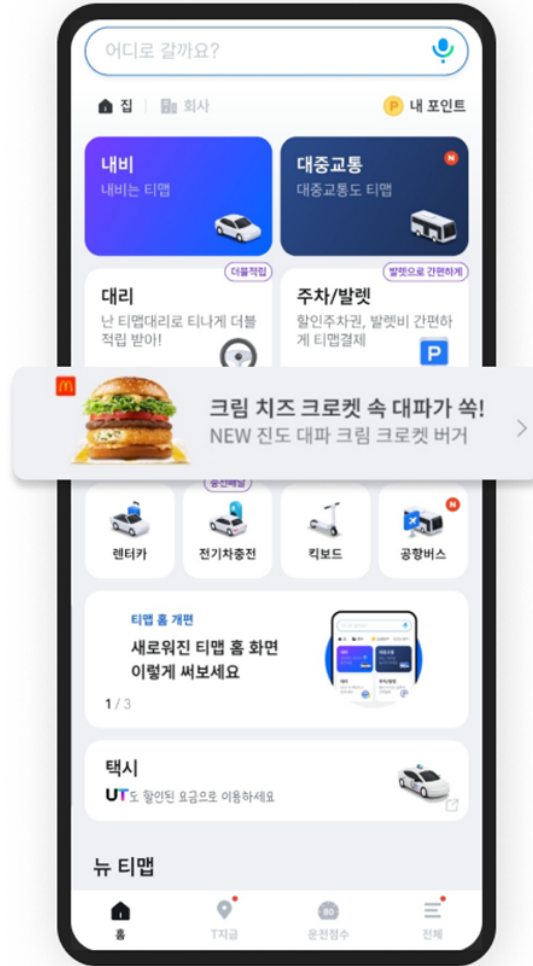 어디로 갈까요?
집
회사
P 내 포인트
내비
내비는 티맵
대중교통
N
대중교통도 티맵
더블적립
대리
난 티맵대리로 티나게 더블
적립 받아!
발렛으로 간편하게
주차/발렛
할인주차권, 발렛비 간편하
게 티맵결제
P
크림 치즈 크로켓 속 대파가 쏙!
NEW 진도 대파 크림 크로켓 버거
충전배달
렌터카
전기차충전
킥보드
N
공항버스
티맵 홈 개편
새로워진 티맵 홈 화면
이렇게 써보세요
1 / 3
택시
UT도 할인된 요금으로 이용하세요
뉴 티맵
홈
T지금
80
운전점수
전체